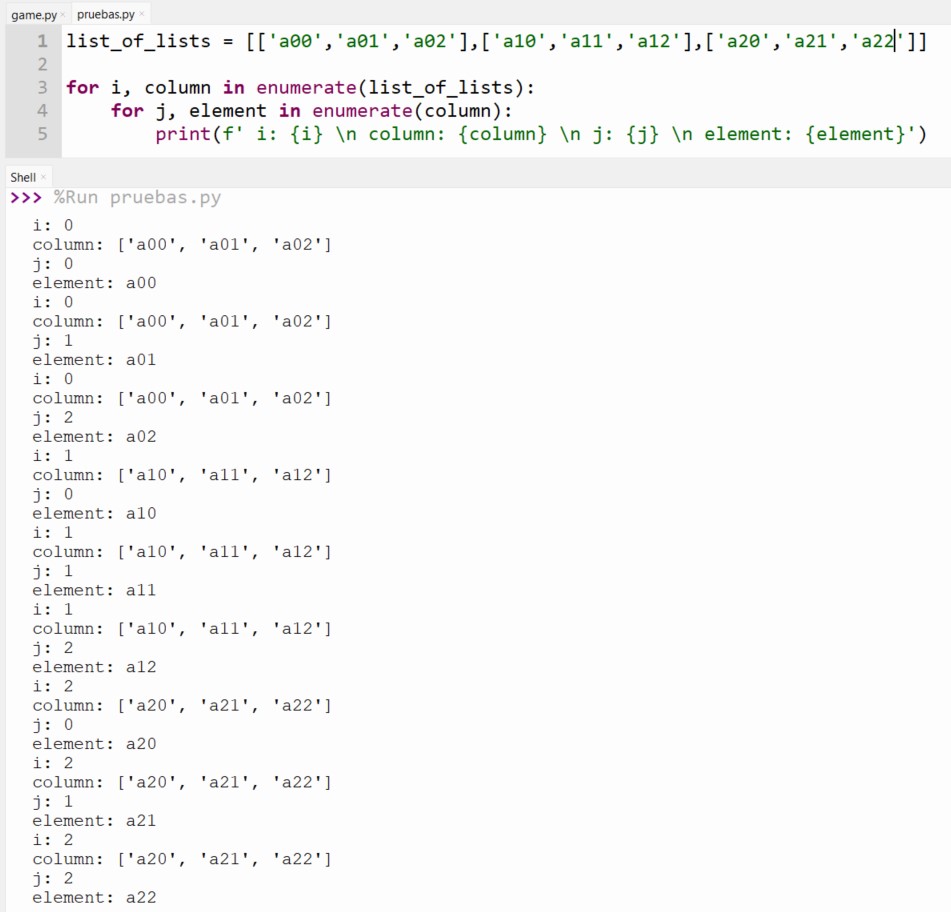 game.py × pruebas.py ×
1 list_of_lists = [['a00','a01','a02'],['a10','a11','a12'],['a20','a21','a22']]
2
3 for i, column in enumerate(list_of_lists):
4     for j, element in enumerate(column):
5         print(f' i: {i} \n column: {column} \n j: {j} \n element: {element}')
Shell ×
>>> %Run pruebas.py
i: 0
column: ['a00', 'a01', 'a02']
j: 0
element: a00
i: 0
column: ['a00', 'a01', 'a02']
j: 1
element: a01
i: 0
column: ['a00', 'a01', 'a02']
j: 2
element: a02
i: 1
column: ['a10', 'a11', 'a12']
j: 0
element: a10
i: 1
column: ['a10', 'a11', 'a12']
j: 1
element: a11
i: 1
column: ['a10', 'a11', 'a12']
j: 2
element: a12
i: 2
column: ['a20', 'a21', 'a22']
j: 0
element: a20
i: 2
column: ['a20', 'a21', 'a22']
j: 1
element: a21
i: 2
column: ['a20', 'a21', 'a22']
j: 2
element: a22